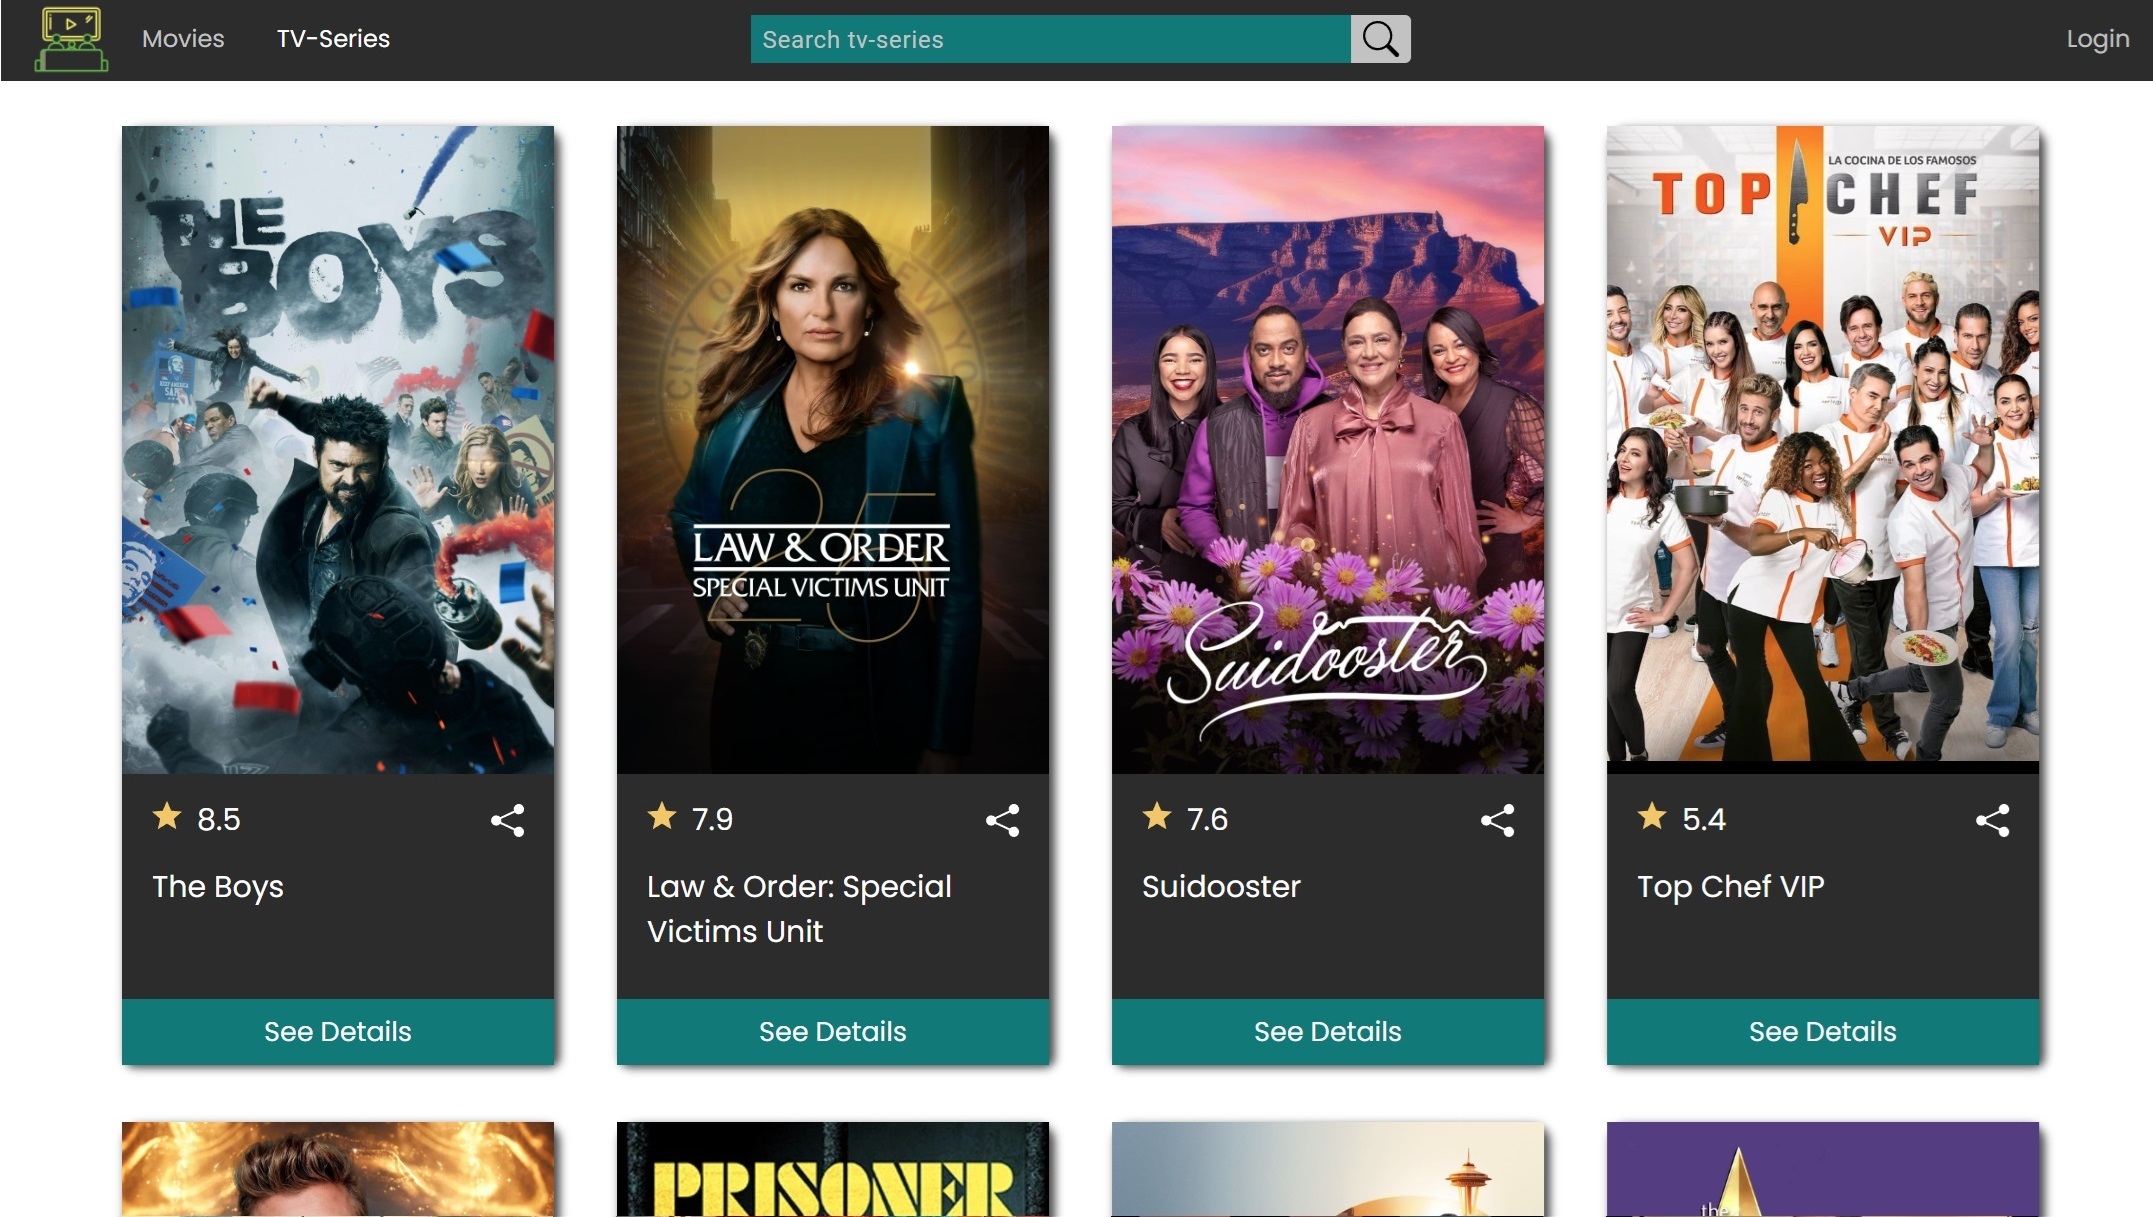 Movies
TV-Series
Search tv-series
Login
THE
BOYS
LAW & ORDER
SPECIAL VICTIMS UNIT
25
Suidooster
LA COCINA DE LOS FAMOSOS
TOP CHEF
VIP
8.5
7.9
7.6
5.4
The Boys
Law & Order: Special
Victims Unit
Suidooster
Top Chef VIP
See Details
See Details
See Details
See Details
PRISONER
the